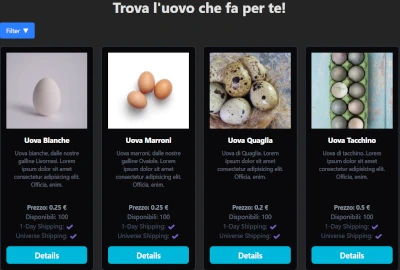 Trova l'uovo che fa per te!
Filter ▼
Uova Bianche
Uova bianche, dalle nostre
galline Livornesi. Lorem
ipsum dolor sit amet
consectetur adipisicing elit.
Officia, enim.
Prezzo: 0.25 €
Disponibili: 100
1-Day Shipping: ✔
Universe Shipping: ✔
Details
Uova Marroni
Uova marroni, dalle nostre
galline Ovaiole. Lorem
ipsum dolor sit amet
consectetur adipisicing elit.
Officia, enim.
Prezzo: 0.25 €
Disponibili: 100
1-Day Shipping: ✔
Universe Shipping: ✔
Details
Uova Quaglia
Uova di Quaglia. Lorem
ipsum dolor sit amet
consectetur adipisicing elit.
Officia, enim.
Prezzo: 0.2 €
Disponibili: 100
1-Day Shipping: ✔
Universe Shipping: ✔
Details
Uova Tacchino
Uova di tacchino. Lorem
ipsum dolor sit amet
consectetur adipisicing elit.
Officia, enim.
Prezzo: 0.5 €
Disponibili: 100
1-Day Shipping: ✔
Universe Shipping: ✔
Details